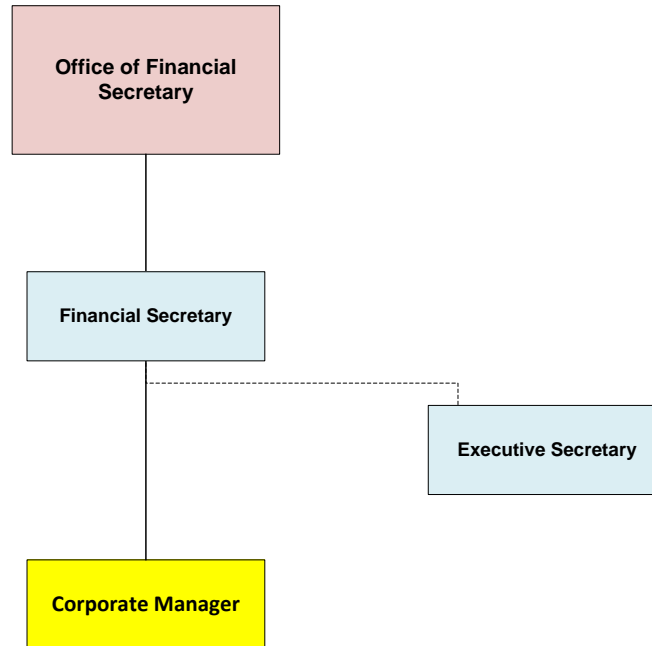 Office of Financial
Secretary
Financial Secretary
Executive Secretary
Corporate Manager